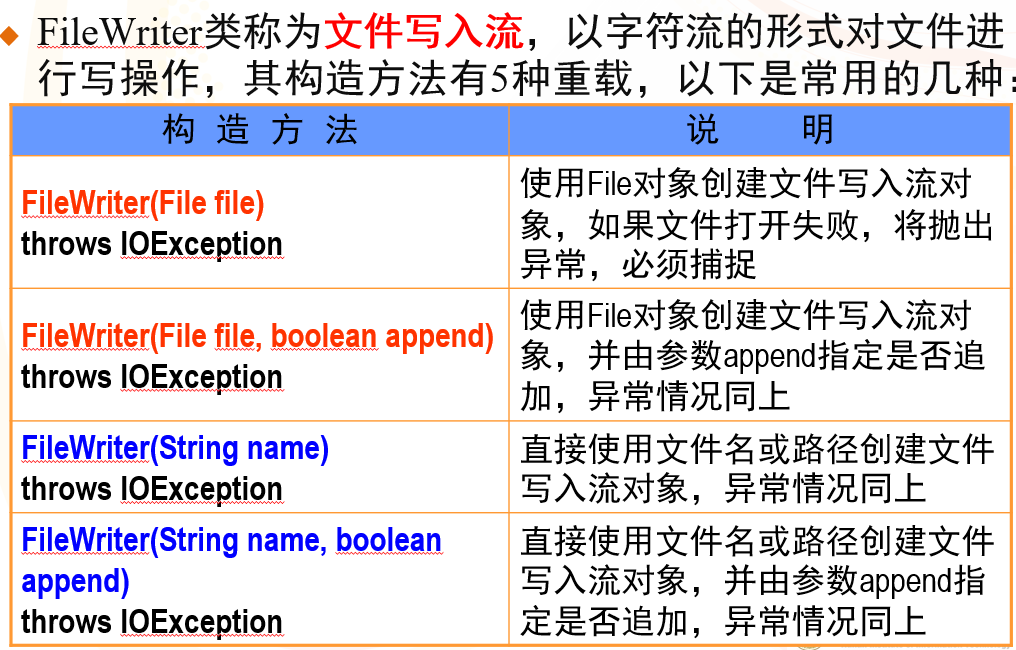 FileWriter类称为文件写入流，以字符流的形式对文件进
行写操作，其构造方法有5种重载，以下是常用的几种：
构 造 方 法
说 明
FileWriter(File file)
throws IOException
使用File对象创建文件写入流对
象，如果文件打开失败，将抛出
异常，必须捕捉
FileWriter(File file, boolean append)
throws IOException
使用File对象创建文件写入流对
象，并由参数append指定是否追
加，异常情况同上
FileWriter(String name)
throws IOException
直接使用文件名或路径创建文件
写入流对象，异常情况同上
FileWriter(String name, boolean
append)
throws IOException
直接使用文件名或路径创建文件
写入流对象，并由参数append指
定是否追加，异常情况同上